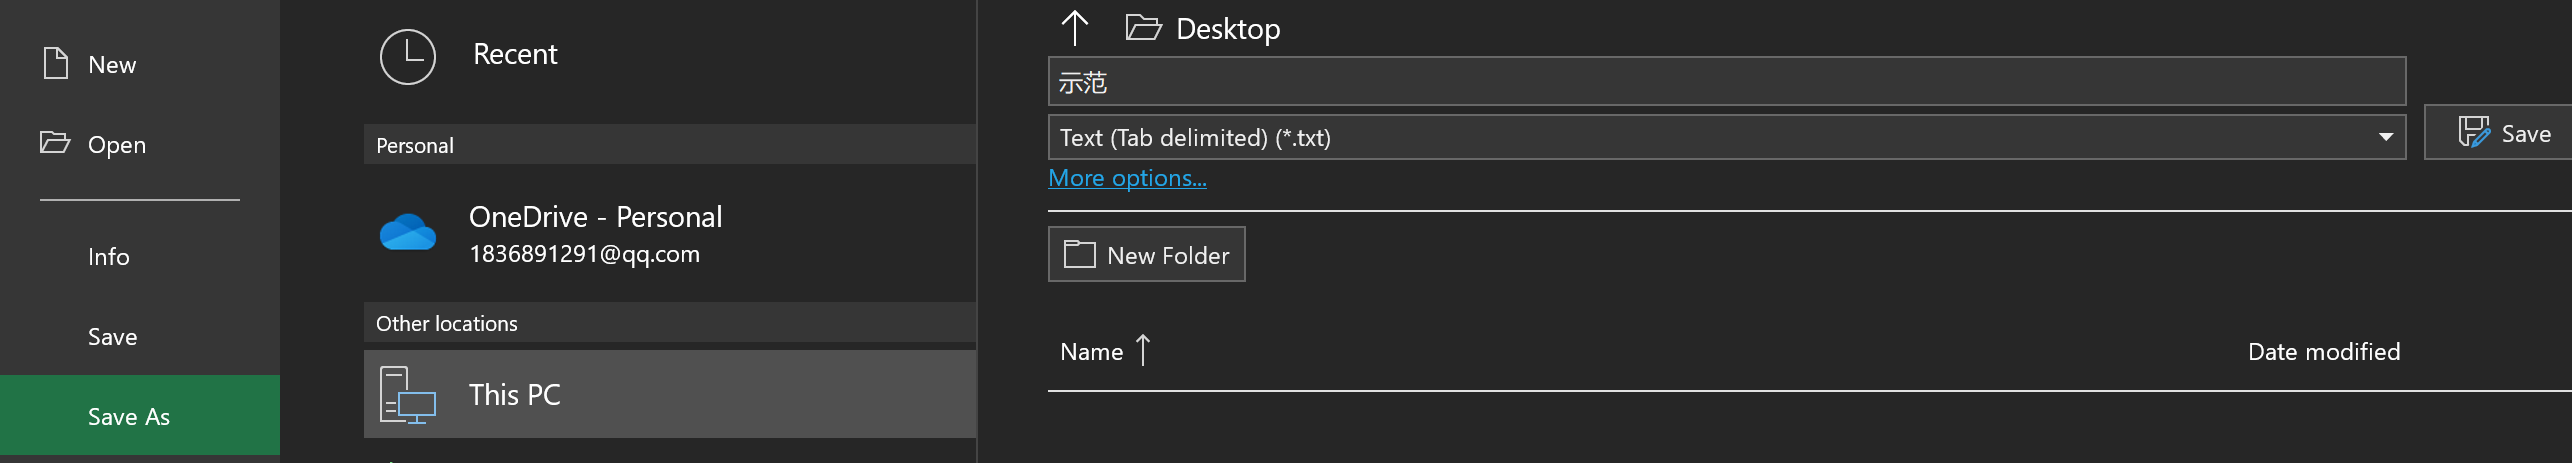 New
Open
Info
Save
Save As
Recent
Personal
OneDrive - Personal
1836891291@qq.com
Other locations
This PC
Desktop
示范
Text (Tab delimited) (*.txt)
Save
More options...
New Folder
Name
Date modified